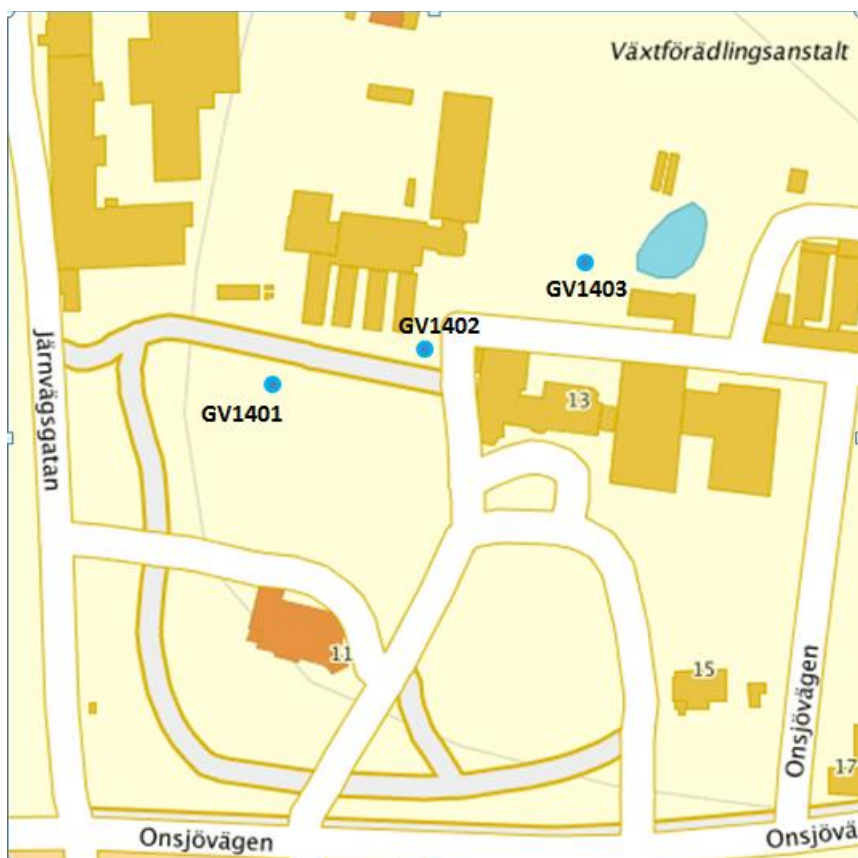 Växtförädlingsanstalt
GV1403
GV1402
Järnvägsgatan
GV1401
13
11
15
Onsjövägen
17
Onsjövägen
Onsjövä